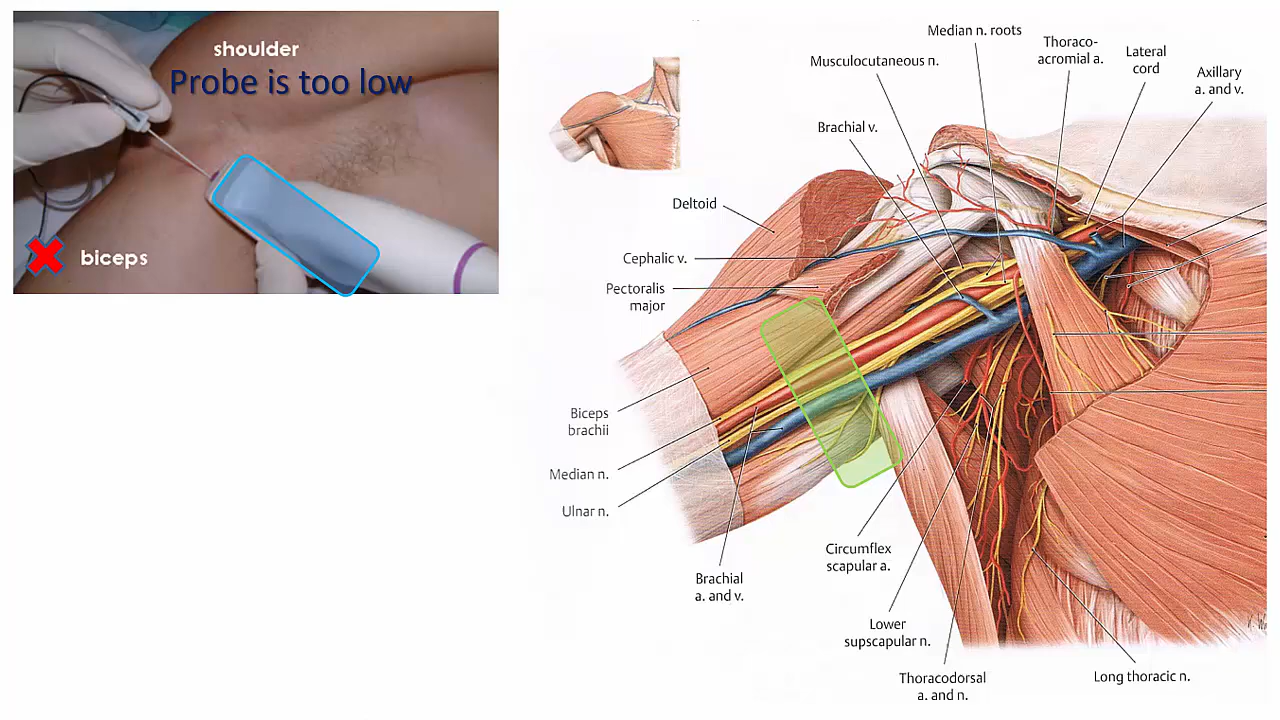 shoulder
Probe is too low
biceps
Median n. roots
Musculocutaneous n.
Thoraco-
acromial a.
Lateral
cord
Axillary
a. and v.
Brachial v.
Deltoid
Cephalic v.
Pectoralis
major
Biceps
brachii
Median n.
Ulnar n.
Brachial
a. and v.
Circumflex
scapular a.
Lower
supscapular n.
Thoracodorsal
a. and n.
Long thoracic n.